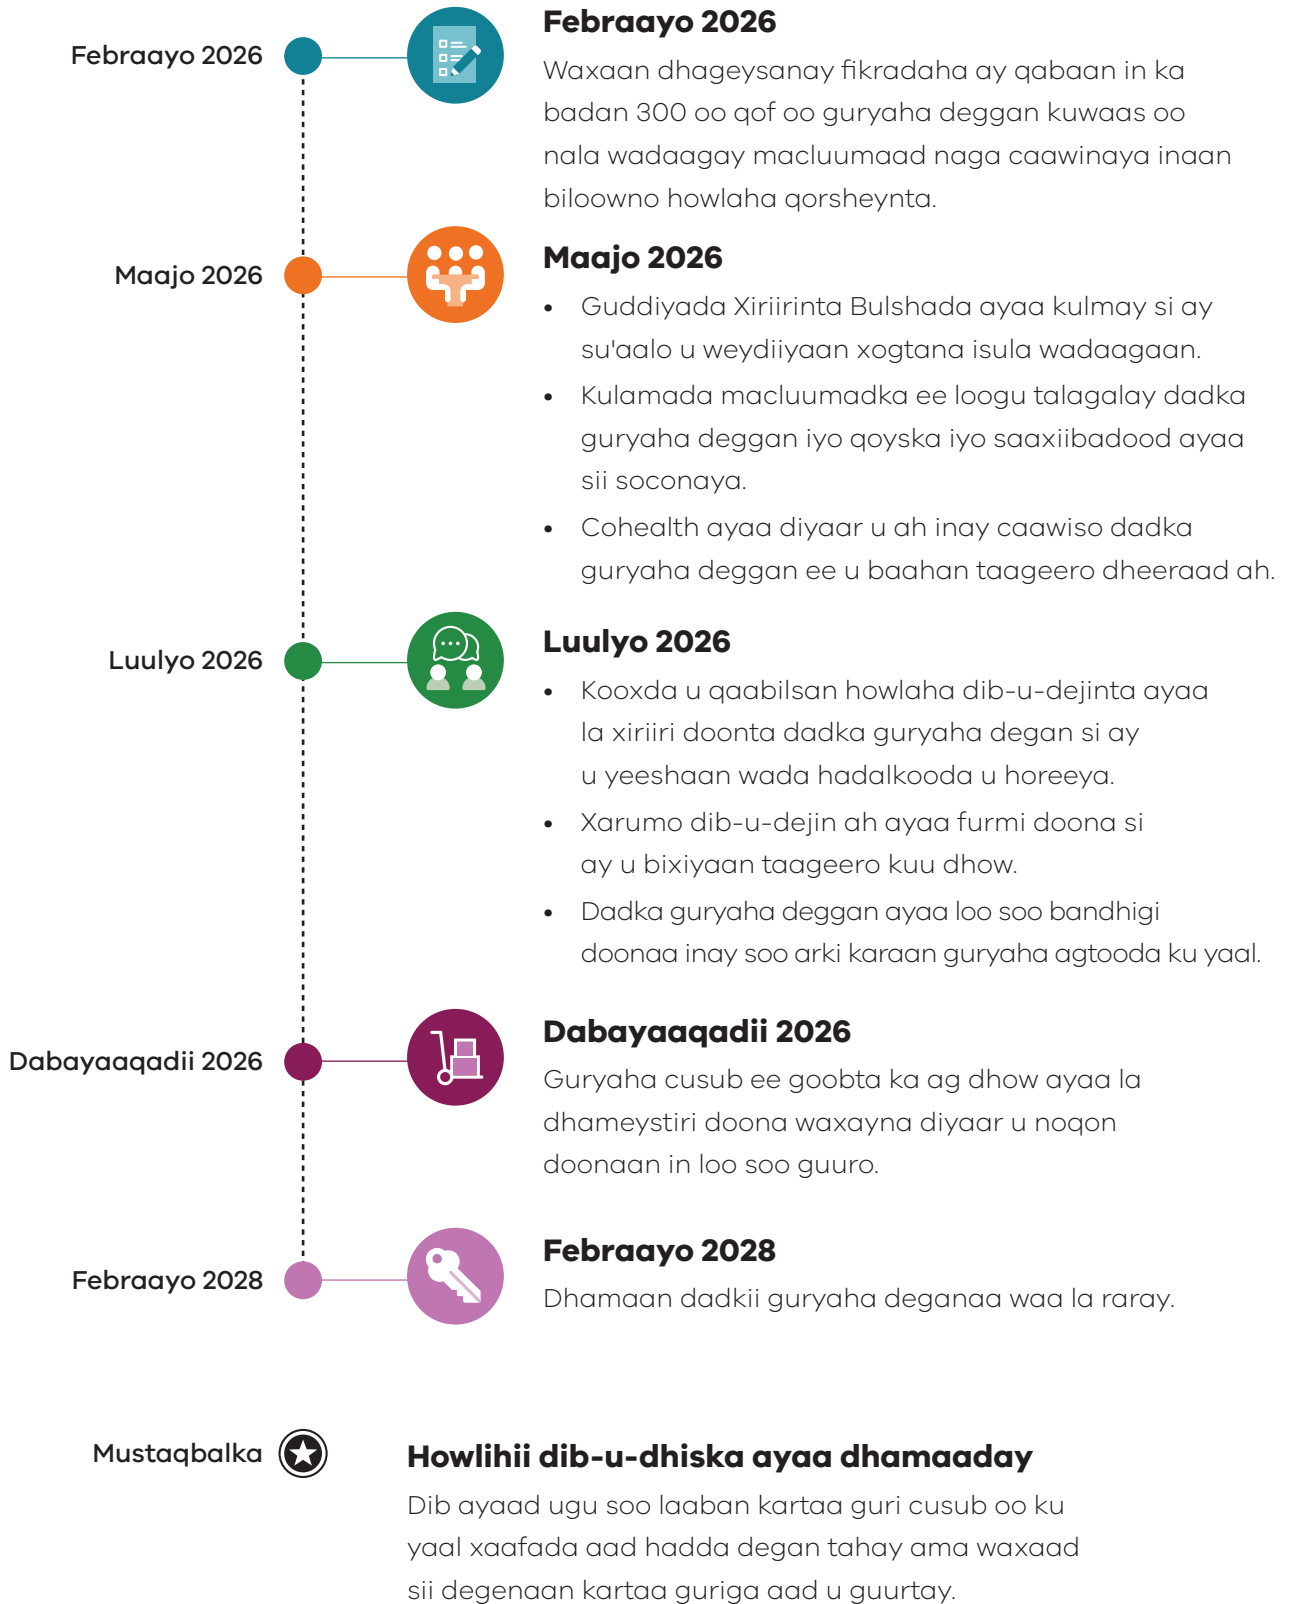 Febraayo 2026
Febraayo 2026
Waxaan dhageysanay fikradaha ay qabaan in ka
badan 300 oo qof oo guryaha deggan kuwaas oo
nala wadaagay macluumaad naga caawinaya inaan
biloowno howlaha qorsheynta.
Maajo 2026
Maajo 2026
• Guddiyada Xiriirinta Bulshada ayaa kulmay si ay
su'aalo u weydiiyaan xogtana isula wadaagaan.
• Kulamada macluumadka ee loogu talagalay dadka
guryaha deggan iyo qoyska iyo saaxiibadood ayaa
sii soconaya.
• Cohealth ayaa diyaar u ah inay caawiso dadka
guryaha deggan ee u baahan taageero dheeraad ah.
Luulyo 2026
Luulyo 2026
• Kooxda u qaabilsan howlaha dib-u-dejinta ayaa
la xiriiri doonta dadka guryaha degan si ay
u yeeshaan wada hadalkooda u horeeya.
• Xarumo dib-u-dejin ah ayaa furmi doona si
ay u bixiyaan taageero kuu dhow.
• Dadka guryaha deggan ayaa loo soo bandhigi
doonaa inay soo arki karaan guryaha agtooda ku yaal.
Dabayaaqadii 2026
Dabayaaqadii 2026
Guryaha cusub ee goobta ka ag dhow ayaa la
dhameystiri doona waxayna diyaar u noqon
doonaan in loo soo guuro.
Febraayo 2028
Febraayo 2028
Dhamaan dadkii guryaha deganaa waa la raray.
Mustaqbalka
Howlihii dib-u-dhiska ayaa dhamaaday
Dib ayaad ugu soo laaban kartaa guri cusub oo ku
yaal xaafada aad hadda degan tahay ama waxaad
sii degenaan kartaa guriga aad u guurtay.